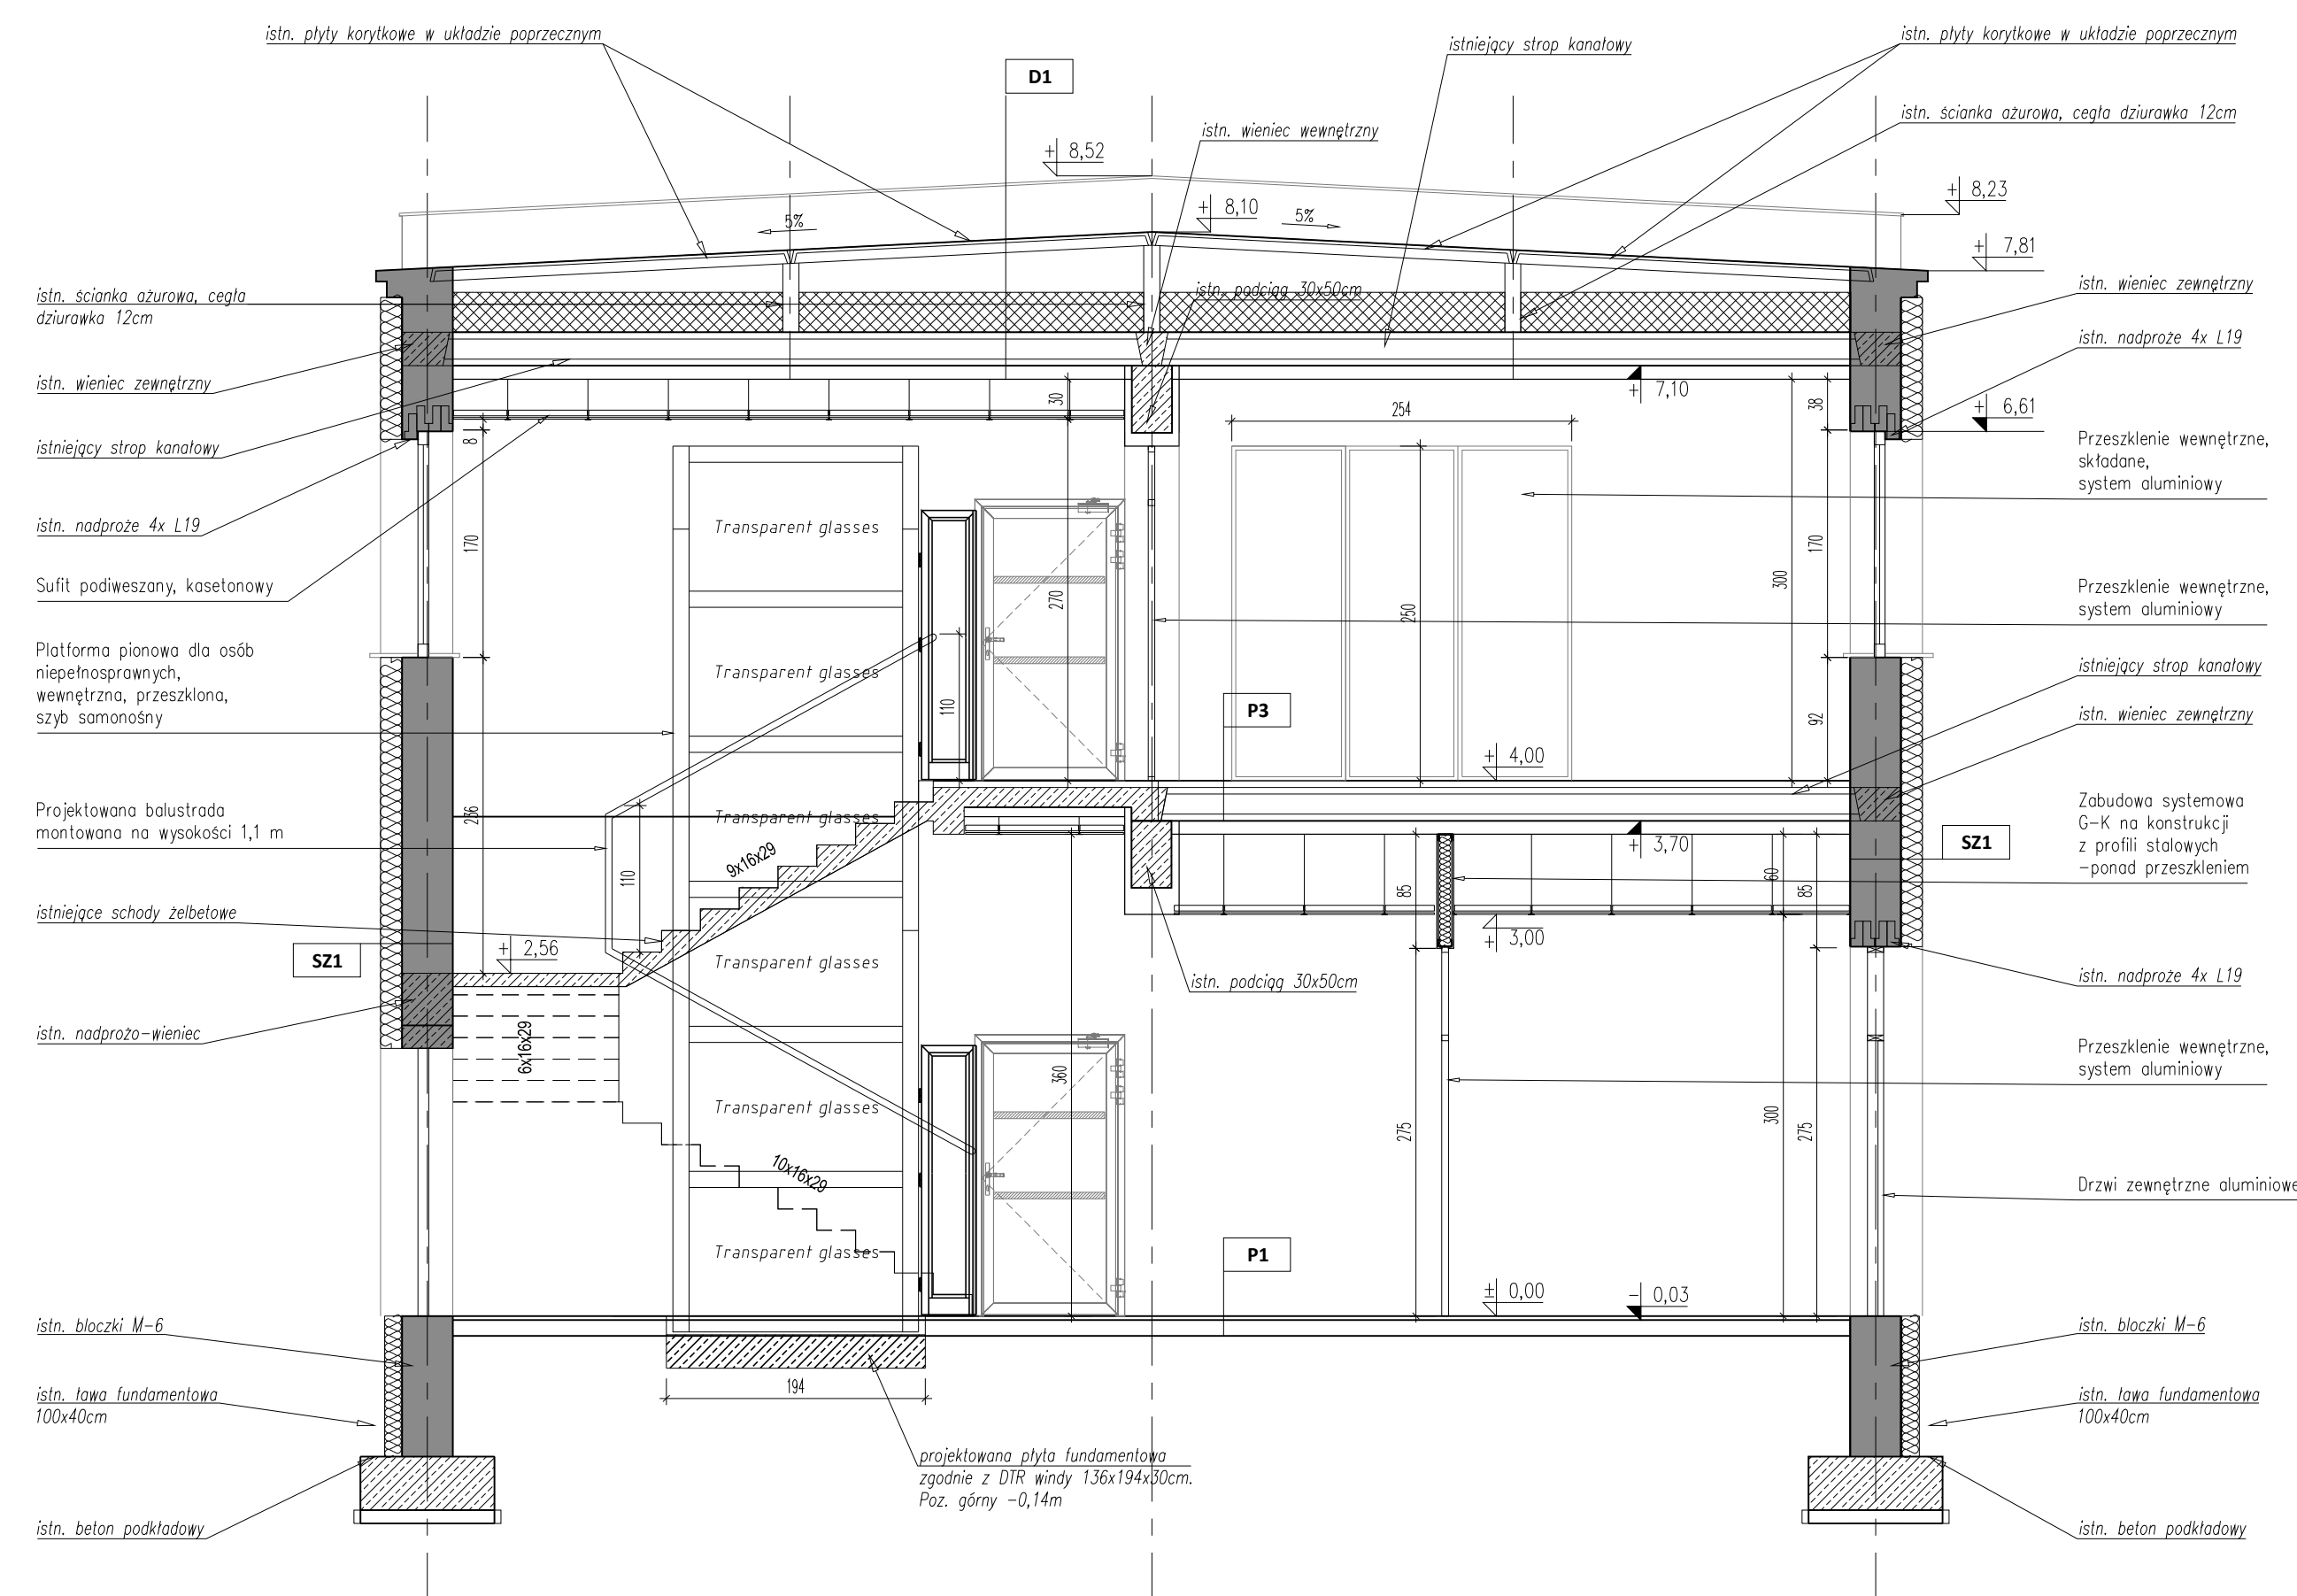 istn. płyty korytkowe w układzie poprzecznym
istniejący strop kanałowy
istn. płyty korytkowe w układzie poprzecznym
D1
istn. ścianka ażurowa, cegła dziurawka 12cm
istn. wieniec wewnętrzny
+ 8,52
+ 8,23
+ 8,10
5%
5%
+ 7,81
istn. ścianka ażurowa, cegła
dziurawka 12cm
istn. podciąg 30x50cm
istn. wieniec zewnętrzny
istn. nadproże 4x L19
istn. wieniec zewnętrzny
+ 7,10
30
38
254
+ 6,61
istniejący strop kanałowy
8
Przeszklenie wewnętrzne,
składane,
system aluminiowy
istn. nadproże 4x L19
Transparent glasses
170
170
Sufit podiweszany, kasetonowy
270
250
300
Przeszklenie wewnętrzne,
system aluminiowy
Platforma pionowa dla osób
niepełnosprawnych,
wewnętrzna, przeszklona,
szyb samonośny
Transparent glasses
istniejący strop kanałowy
110
P3
92
istn. wieniec zewnętrzny
+ 4,00
Projektowana balustrada
montowana na wysokości 1,1 m
236
Transparent glasses
Zabudowa systemowa
G-K na konstrukcji
z profili stalowych
-ponad przeszkleniem
SZ1
+ 3,70
9x16x29
110
85
60
85
istniejące schody żelbetowe
+ 2,56
+ 3,00
SZ1
Transparent glasses
istn. podciąg 30x50cm
istn. nadproże 4x L19
istn. nadprożo-wieniec
6x16x29
Przeszklenie wewnętrzne,
system aluminiowy
360
Transparent glasses
275
300
275
10x16x29
Drzwi zewnętrzne aluminiowe
Transparent glasses
P1
± 0,00
- 0,03
istn. bloczki M-6
istn. bloczki M-6
194
istn. ława fundamentowa
100x40cm
istn. ława fundamentowa
100x40cm
projektowana płyta fundamentowa
zgodnie z DTR windy 136x194x30cm.
Poz. górny -0,14m
istn. beton podkładowy
istn. beton podkładowy